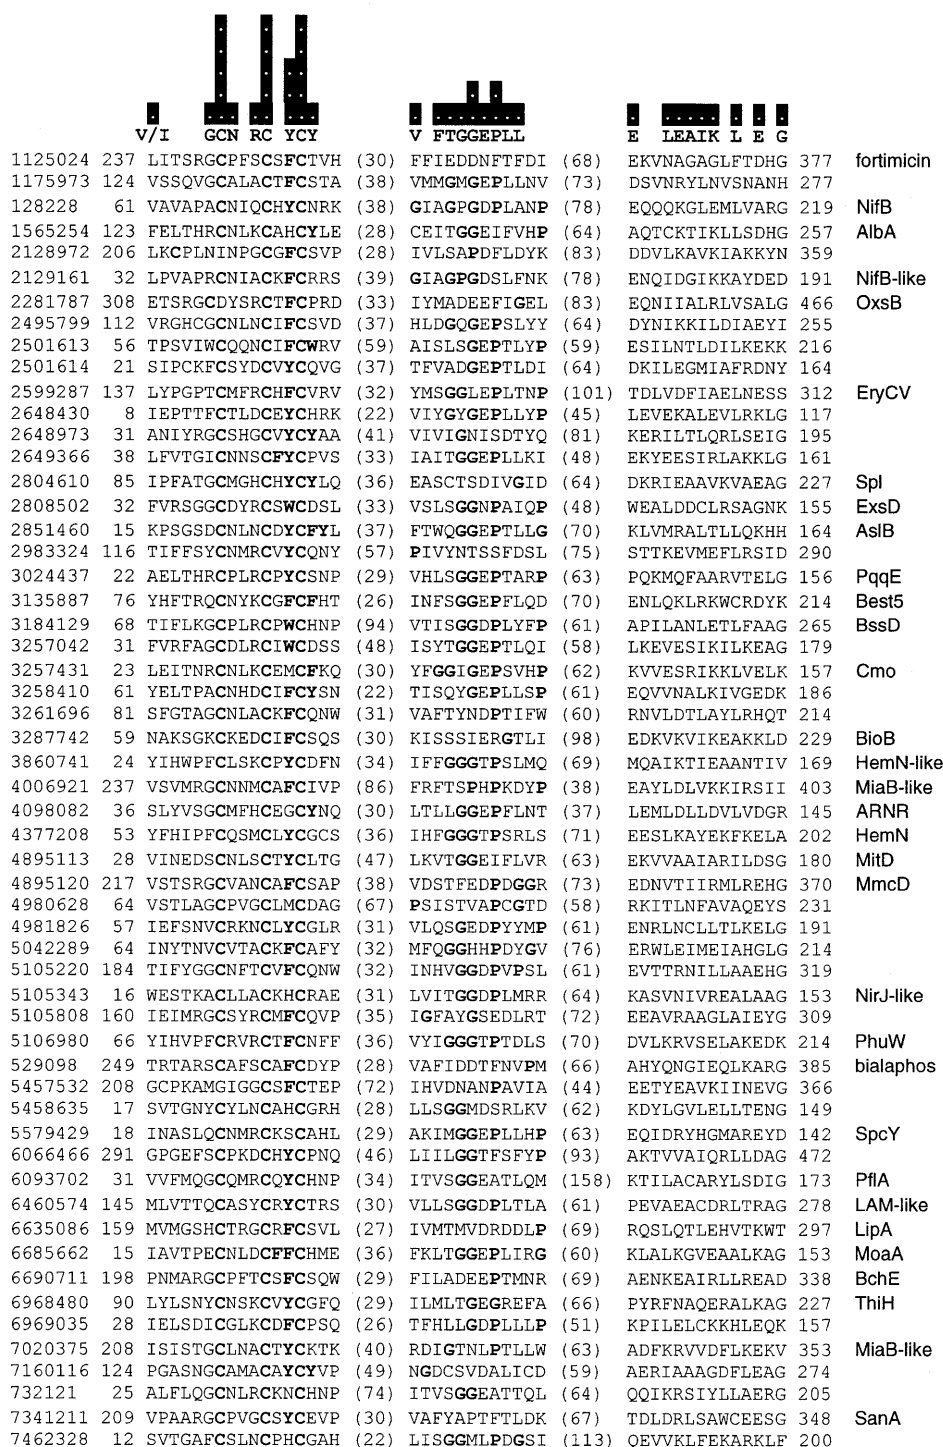 V/I GCN RC YCY V FTGGEPLL E LEAIK L E G
1125024 237 LITSRGCPFSCSFCTVH (30) FFIEDDNFTFDI (68) EKVNAGAGLFTDHG 377 fortimicin
1175973 124 VSSQVGCALACTFCSTA (38) VMMGMGEPLLNV (73) DSVNRYLNVSNANH 277
128228 61 VAVAPACNIQCHYCNRK (38) GIAGPGDPLANP (78) EQQQKGLEMLVARG 219 NifB
1565254 123 FELTHRCNLKCAHCYLE (28) CEITGGEIFVHP (64) AQTCKTIKLLSDHG 257 AlbA
2128972 206 LKCPLNINPGCGFCSVP (28) IVLSAPDFLDYK (83) DDVLKAVKIAKKYN 359
2129161 32 LPVAPRCNIACKFCRRS (39) GIAGPGDSLFNK (78) ENQIDGIKKAYDED 191 NifB-like
2281787 308 ETSRGCDYSRCTFCPRD (33) IYMADEEFIGEL (83) EQNIIALRLVSALG 466 OxsB
2495799 112 VRGHCGCNLNCIFCSVD (37) HLDGQGEPSLYY (64) DYNIKKILDIAEYI 255
2501613 56 TPSVIWCQQNCIFCWRV (59) AISLSGEPTLYP (59) ESILNTLDILKEKK 216
2501614 21 SIPCKFCSYDCVYCQVG (37) TFVADGEPTLDI (64) DKILEGMIAFRDNY 164
2599287 137 LYPGPTCMFRCHFCVRV (32) YMSGGLEPLTNP (101) TDLVDFIAELNESS 312 EryCV
2648430 8 IEPTTFCTLDCEYCHRK (22) VIYGYGEPLLYP (45) LEVEKALEVLRKLG 117
2648973 31 ANIYRGCSHGCVYCYAA (41) VIVIGNISDTYQ (81) KERILTLQRLSEIG 195
2649366 38 LFVTGICNNSCFYCPVS (33) IAITGGEPLLKI (48) EKYEESIRLAKKLG 161
2804610 85 IPFATGCMGHCHYCYLQ (36) EASCTSDIVGID (64) DKRIEAAVKVAEAG 227 Spl
2808502 32 FVRSGGCDYRCSWCDSL (33) VSLSGGNPAIQP (48) WEALDDCLRSAGNK 155 ExsD
2851460 15 KPSGSDCNLNCDYCFYL (37) FTWQGGEPTLLG (70) KLVMRALTLLQKHH 164 AslB
2983324 116 TIFFSYCNMRCVYCQNY (57) PIVYNTSSFDSL (75) STTKEVMEFLRSID 290
3024437 22 AELTHRCPLRCPYCSNP (29) VHLSGGEPTARP (63) PQKMQFAARVTELG 156 PqqE
3135887 76 YHFTRQCNYKCGFCFHT (26) INFSGGEPFLQD (70) ENLQKLRKWCRDYK 214 Best5
3184129 68 TIFLKGCPLRCPWCHNP (94) VTISGGDPLYFP (61) APILANLETLFAAG 265 BssD
3257042 31 FVRFAGCDLRCIWCDSS (48) ISYTGGEPTLQI (58) LKEVESIKILKEAG 179
3257431 23 LEITNRCNLKCEMCFKQ (30) YFGGIGEPSVHP (62) KVVESRIKKLVELK 157 Cmo
3258410 61 YELTPACNHDCIFCYSN (22) TISQYGEPLLSP (61) EQVVNALKIVGEDK 186
3261696 81 SFGTAGCNLACKFCQNW (31) VAFTYNDPTIFW (60) RNVLDTLAYLRHQT 214
3287742 59 NAKSGKCKEDCIFCSQS (30) KISSSIERGTLI (98) EDKVKVIKEAKKLD 229 BioB
3860741 24 YIHWPFCLSKCPYCDFN (34) IFFGGGTPSLMQ (69) MQAIKTIEAANTIV 169 HemN-like
4006921 237 VSVMRGCNNMCAFCIVP (86) FRFTSPHPKDYP (38) EAYLDLVKKIRSII 403 MiaB-like
4098082 36 SLYVSGCMFHCEGCYNQ (30) LTLLGGEPFLNT (37) LEMLDLLDVLVDGR 145 ARNR
4377208 53 YFHIPFCQSMCLYCGCS (36) IHFGGGTPSRLS (71) EESLKAYEKFKELA 202 HemN
4895113 28 VINEDSCNLSCTYCLTG (47) LKVTGGEIFLVR (63) EKVVAAIARILDSG 180 MitD
4895120 217 VSTSRGCVANCAFCSAP (38) VDSTFEDPDGGR (73) EDNVTIIRMLREHG 370 MmcD
4980628 64 VSTLAGCPVGCLMCDAG (67) PSISTVAPCGTD (58) RKITLNFAVAQEYS 231
4981826 57 IEFSNVCRKNCLYCGLR (31) VLQSGEDPYYMP (61) ENRLNCLLTLKELG 191
5042289 64 INYTNVCVTACKFCAFY (32) MFQGGHHPDYGV (76) ERWLEIMEIAHGLG 214
5105220 184 TIFYGGCNFTCVFCQNW (32) INHVGGDPVPSL (61) EVTTRNILLAAEHG 319
5105343 16 WESTKACLLACKHCRAE (31) LVITGGDPLMRR (64) KASVNIVREALAAG 153 NirJ-like
5105808 160 IEIMRGCSYRCMFCQVP (35) IGFAYGSEDLRT (72) EEAVRAAGLAIEYG 309
5106980 66 YIHVPFCRVRCTFCNFF (36) VYIGGGTPTDLS (70) DVLKRVSELAKEDK 214 PhuW
529098 249 TRTARSCAFSCAFCDYP (28) VAFIDDTFNVPM (66) AHYQNGIEQLKARG 385 bialaphos
5457532 208 GCPKAMGIGGCSFCTEP (72) IHVDNANPAVIA (44) EETYEAVKIINEVG 366
5458635 17 SVTGNYCYLNCAHCGRH (28) LLSGGMDSRLKV (62) KDYLGVLELLTENG 149
5579429 18 INASLQCNMRCKSCAHL (29) AKIMGGEPLLHP (63) EQIDRYHGMAREYD 142 SpcY
6066466 291 GPGEFSCPKDCHYCPNQ (46) LIILGGTFSFYP (93) AKTVVAIQRLLDAG 472
6093702 31 VVFMQGCQMRCQYCHNP (34) ITVSGGEATLQM (158) KTILACARYLSDIG 173 PflA
6460574 145 MLVTTQCASYCRYCTRS (30) VLLSGGDPLTLA (61) PEVAEACDRLTRAG 278 LAM-like
6635086 159 MVMGSHCTRGCRFCSVL (27) IVMTMVDRDDLP (69) RQSLQTLEHVTKWT 297 LipA
6685662 15 IAVTPECNLDCFFCHME (36) FKLTGGEPLIRG (60) KLALKGVEAALKAG 153 MoaA
6690711 198 PNMARGCPFTCSFCSQW (29) FILADEEPTMNR (69) AENKEAIRLLREAD 338 BchE
6968480 90 LYLSNYCNSKCVYCGFQ (29) ILMLTGEGREFA (66) PYRFNAQERALKAG 227 ThiH
6969035 28 IELSDICGLKCDFCPSQ (26) TFHLLGDPLLLP (51) KPILELCKKHLEQK 157
7020375 208 ISISTGCLNACTYCKTK (40) RDIGTNLPTLLW (63) ADFKRVVDFLKEKV 353 MiaB-like
7160116 124 PGASNGCAMACAYCYVP (49) NGDCSVDALICD (59) AERIAAAGDFLEAG 274
732121 25 ALFLQGCNLRCKNCHNP (74) ITVSGGEATTQL (64) QQIKRSIYLLAERG 205
7341211 209 VPAARGCPVGCSYCEVP (30) VAFYAPTFTLDK (67) TDLDRLSAWCEESG 348 SanA
7462328 12 SVTGAFCSLNCPHCGAH (22) LISGGMLPDGSI (113) QEVVKLFEKARKLF 200